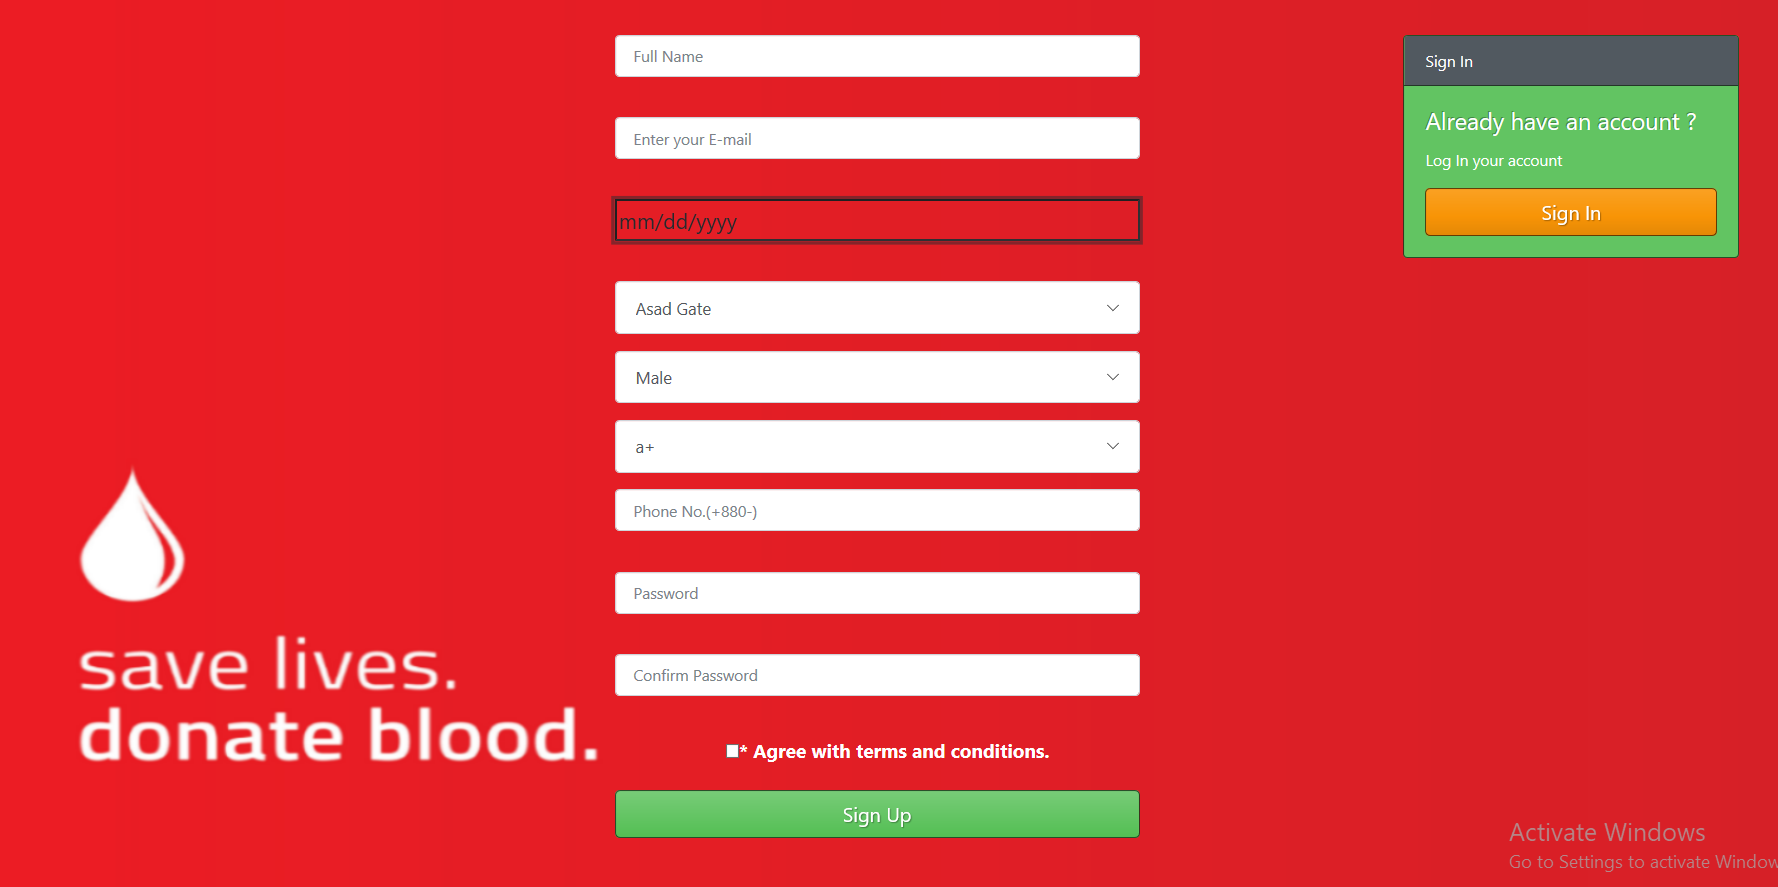 Full Name
Enter your E-mail
mm/dd/yyyy
Asad Gate
Male
a+
Phone No.(+880-)
Password
Confirm Password
* Agree with terms and conditions.
Sign Up
save lives.
donate blood.
Sign In
Already have an account ?
Log In your account
Sign In
Activate Windows
Go to Settings to activate Window